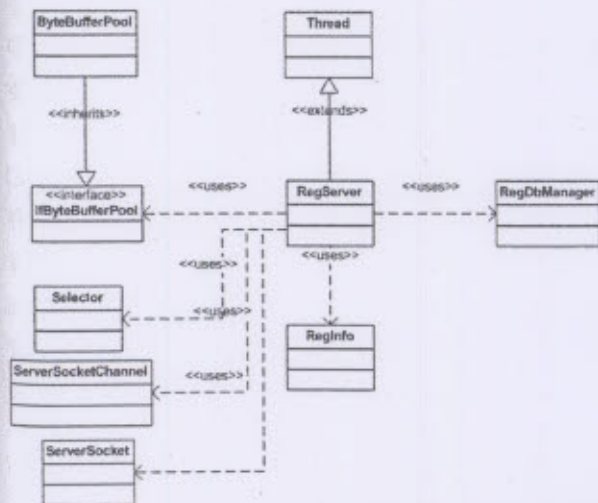 ByteBufferPool
Thread
<<inherits>>
<<extends>>
<<interface>>
IfByteBufferPool
<<uses>>
RegServer
<<uses>>
RegDbManager
<<uses>>
<<uses>>
Selector
<<uses>>
RegInfo
ServerSocketChannel
<<uses>>
ServerSocket